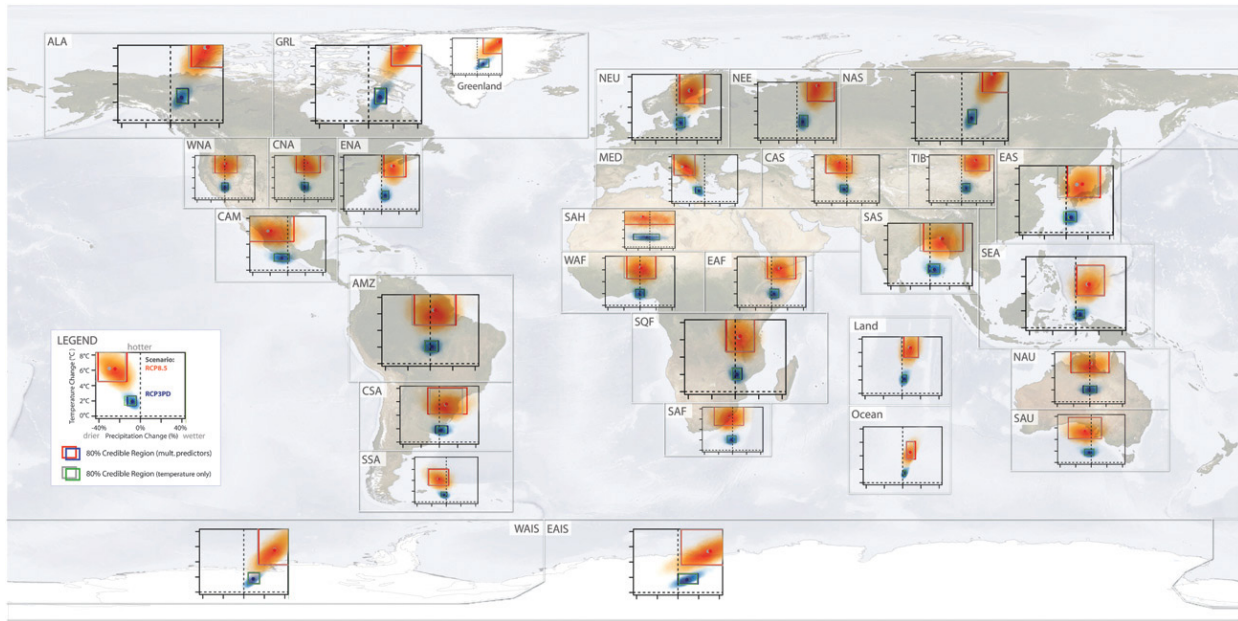 ALA
GRL
Greenland
NEU
NEE
NAS
WNA
CNA
ENA
MED
CAS
TIB
EAS
CAM
SAH
SAS
WAF
EAF
SEA
AMZ
SQF
Land
NAU
LEGEND
hotter
8°C
6°C
4°C
2°C
0°C
Temperature Change (°C)
Scenario:
RCP8.5
RCP3PD
-40%
0%
40%
drier
Precipitation Change (%)
wetter
80% Credible Region (mult. predictors)
80% Credible Region (temperature only)
CSA
SAF
Ocean
SAU
SSA
WAIS
EAIS